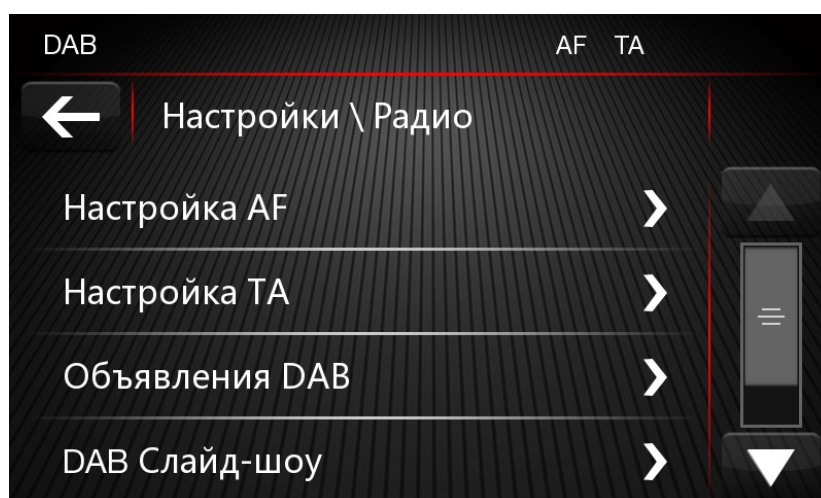 DAB AF TA
Настройки \ Радио
Настройка AF
Настройка TA
Объявления DAB
DAB Слайд-шоу